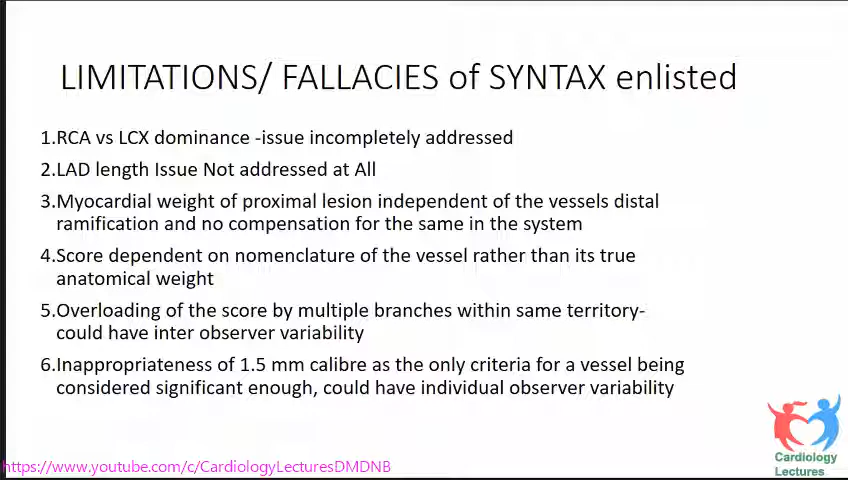 LIMITATIONS/ FALLACIES of SYNTAX enlisted
1.RCA vs LCX dominance -issue incompletely addressed
2.LAD length Issue Not addressed at All
3.Myocardial weight of proximal lesion independent of the vessels distal
ramification and no compensation for the same in the system
4.Score dependent on nomenclature of the vessel rather than its true
anatomical weight
5.Overloading of the score by multiple branches within same territory-
could have inter observer variability
6.Inappropriateness of 1.5 mm calibre as the only criteria for a vessel being
considered significant enough, could have individual observer variability
Cardiology
Lectures
https://www.youtube.com/c/CardiologyLecturesDMDNB